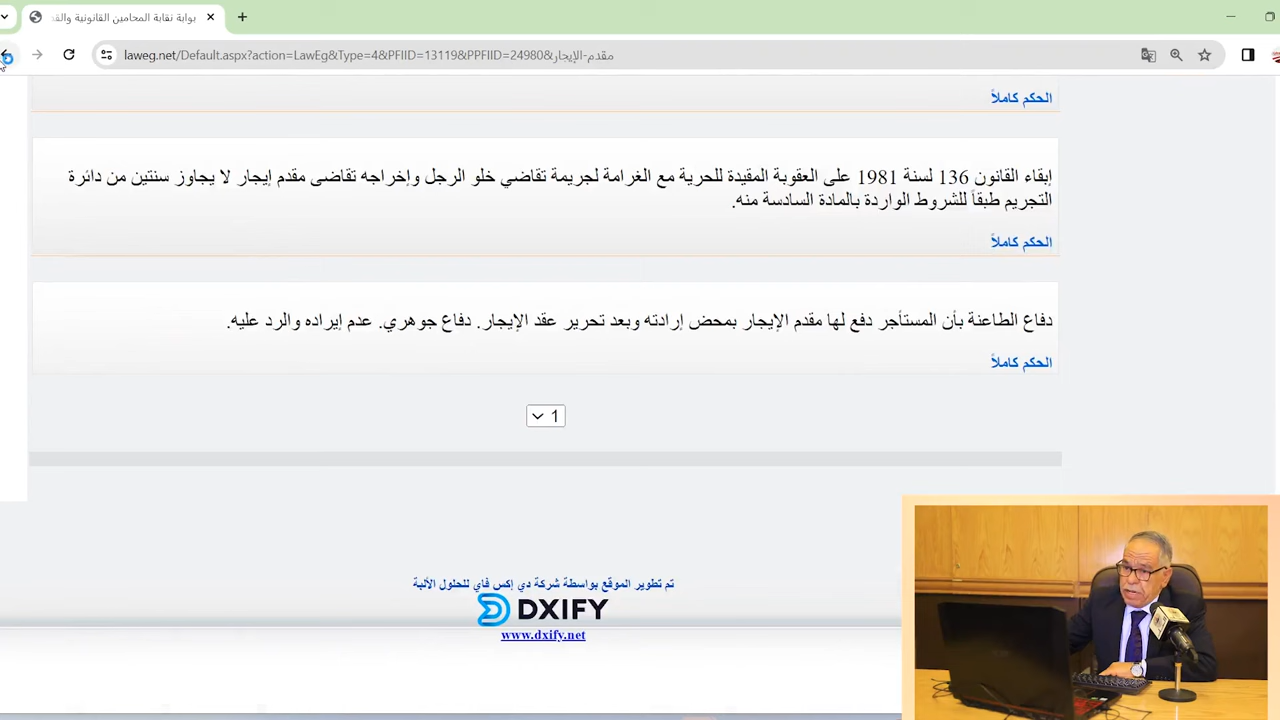 بوابة نقابة المحامين القانونية والقد
laweg.net/Default.aspx?action=LawEg&Type=4&PFIID=13119&PPFIID=24980&مقدم-الإيجار
الحكم كاملاً
إبقاء القانون 136 لسنة 1981 على العقوبة المقيدة للحرية مع الغرامة لجريمة تقاضي خلو الرجل وإخراجه تقاضى مقدم إيجار لا يجاوز سنتين من دائرة
التجريم طبقاً للشروط الواردة بالمادة السادسة منه.
الحكم كاملاً
دفاع الطاعنة بأن المستأجر دفع لها مقدم الإيجار بمحض إرادته وبعد تحرير عقد الإيجار. دفاع جوهري. عدم إيراده والرد عليه.
الحكم كاملاً
1
تم تطوير الموقع بواسطة شركة دي إكس فاي للحلول الألية
DXIFY
www.dxify.net